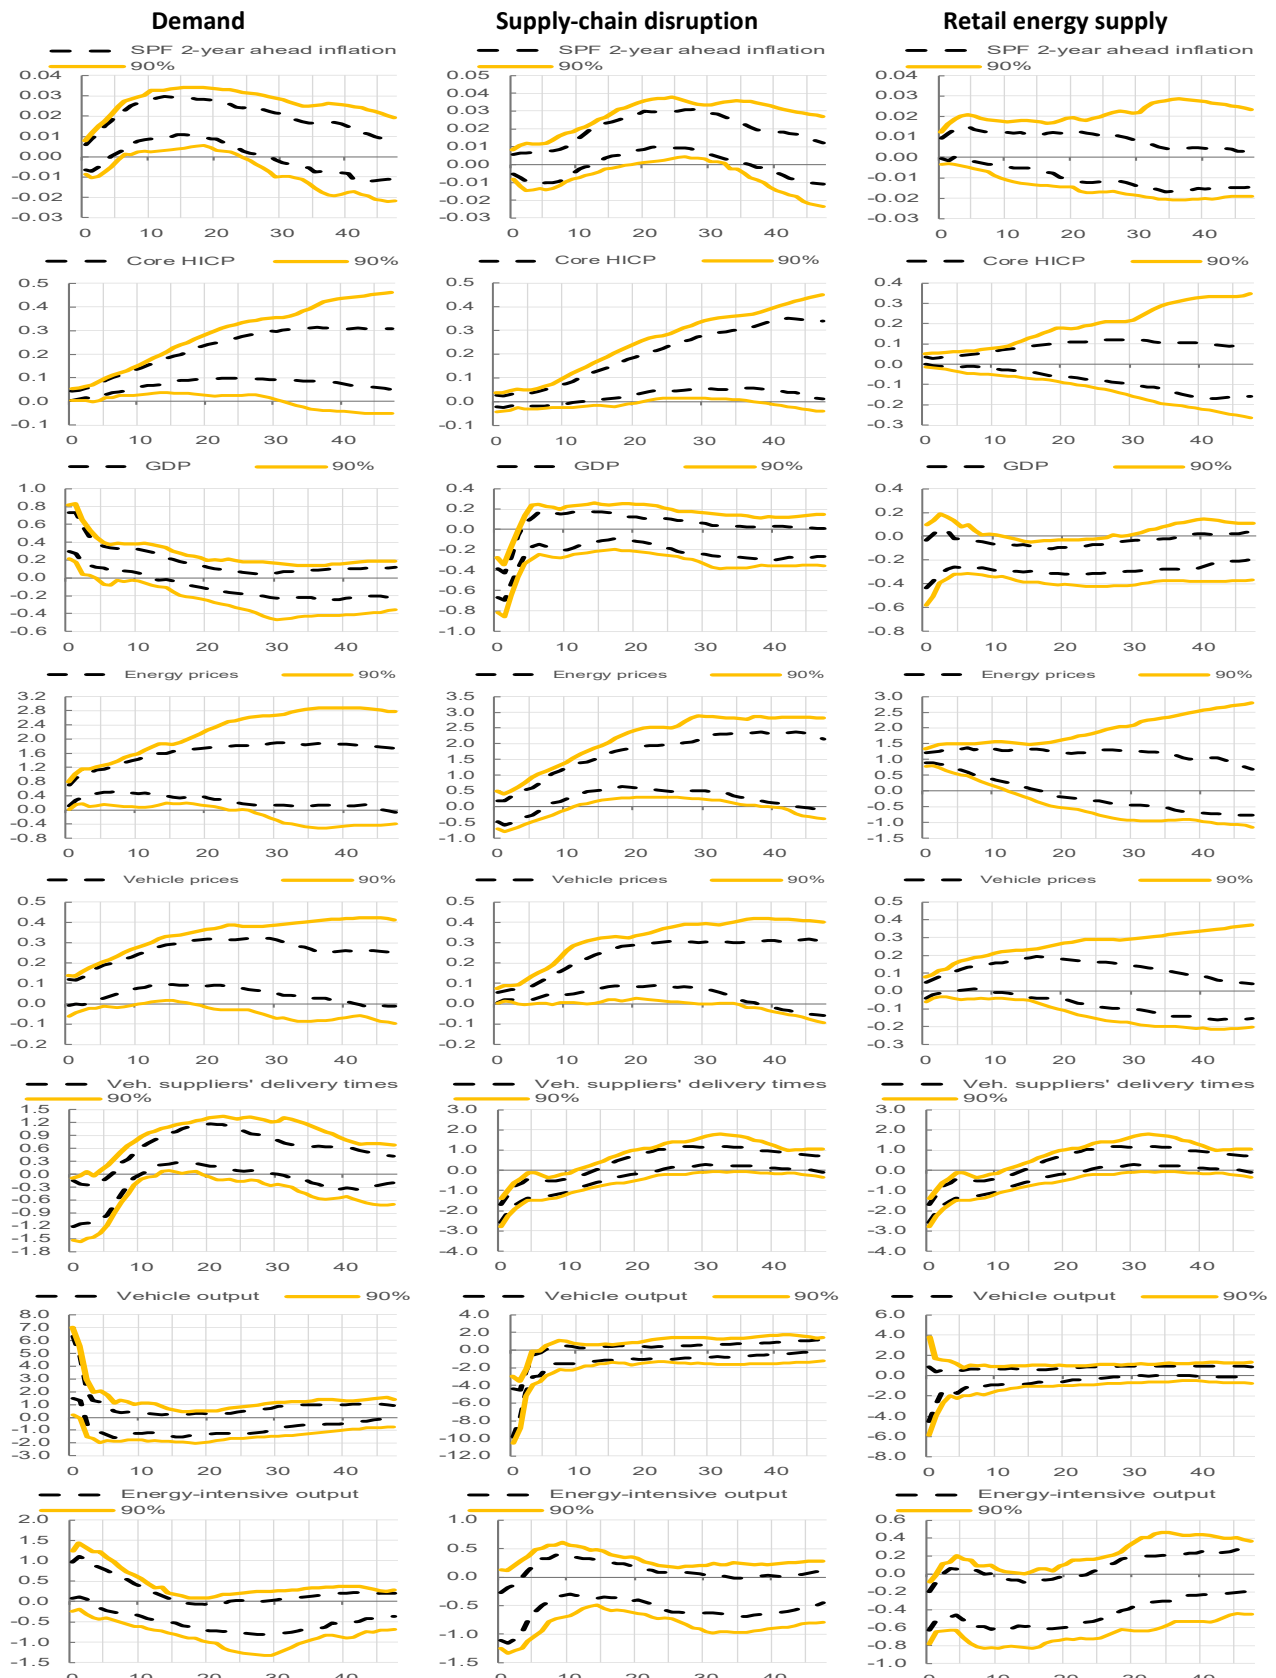 Demand Supply-chain disruption Retail energy supply
SPF 2-year ahead inflation SPF 2-year ahead inflation SPF 2-year ahead inflation
90% 90% 90%
0.04 0.03 0.02 0.01 0.00 -0.01 -0.02 -0.03
0 10 20 30 40
0.05 0.04 0.03 0.02 0.01 0.00 -0.01 -0.02 -0.03
0 10 20 30 40
0.04 0.03 0.02 0.01 0.00 -0.01 -0.02 -0.03
0 10 20 30 40
Core HICP 90% Core HICP 90% Core HICP 90%
0.5 0.4 0.3 0.2 0.1 0.0 -0.1
0 10 20 30 40
0.5 0.4 0.3 0.2 0.1 0.0 -0.1
0 10 20 30 40
0.4 0.3 0.2 0.1 0.0 -0.1 -0.2 -0.3
0 10 20 30 40
GDP 90% GDP 90% GDP 90%
1.0 0.8 0.6 0.4 0.2 0.0 -0.2 -0.4 -0.6
0 10 20 30 40
0.4 0.2 0.0 -0.2 -0.4 -0.6 -0.8 -1.0
0 10 20 30 40
0.4 0.2 0.0 -0.2 -0.4 -0.6 -0.8
0 10 20 30 40
Energy prices 90% Energy prices 90% Energy prices 90%
3.2 2.8 2.4 2.0 1.6 1.2 0.8 0.4 0.0 -0.4 -0.8
0 10 20 30 40
3.5 3.0 2.5 2.0 1.5 1.0 0.5 0.0 -0.5 -1.0
0 10 20 30 40
3.0 2.5 2.0 1.5 1.0 0.5 0.0 -0.5 -1.0 -1.5
0 10 20 30 40
Vehicle prices 90% Vehicle prices 90% Vehicle prices 90%
0.5 0.4 0.3 0.2 0.1 0.0 -0.1 -0.2
0 10 20 30 40
0.5 0.4 0.3 0.2 0.1 0.0 -0.1 -0.2
0 10 20 30 40
0.5 0.4 0.3 0.2 0.1 0.0 -0.1 -0.2 -0.3
0 10 20 30 40
Veh. suppliers' delivery times Veh. suppliers' delivery times Veh. suppliers' delivery times
90% 90% 90%
1.5 1.2 0.9 0.6 0.3 0.0 -0.3 -0.6 -0.9 -1.2 -1.5 -1.8
0 10 20 30 40
3.0 2.0 1.0 0.0 -1.0 -2.0 -3.0 -4.0
0 10 20 30 40
3.0 2.0 1.0 0.0 -1.0 -2.0 -3.0 -4.0
0 10 20 30 40
Vehicle output 90% Vehicle output 90% Vehicle output 90%
8.0 7.0 6.0 5.0 4.0 3.0 2.0 1.0 0.0 -1.0 -2.0 -3.0
0 10 20 30 40
4.0 2.0 0.0 -2.0 -4.0 -6.0 -8.0 -10.0 -12.0
0 10 20 30 40
6.0 4.0 2.0 0.0 -2.0 -4.0 -6.0 -8.0
0 10 20 30 40
Energy-intensive output Energy-intensive output Energy-intensive output
90% 90% 90%
2.0 1.5 1.0 0.5 0.0 -0.5 -1.0 -1.5
0 10 20 30 40
1.0 0.5 0.0 -0.5 -1.0 -1.5
0 10 20 30 40
0.6 0.4 0.2 0.0 -0.2 -0.4 -0.6 -0.8 -1.0
0 10 20 30 40